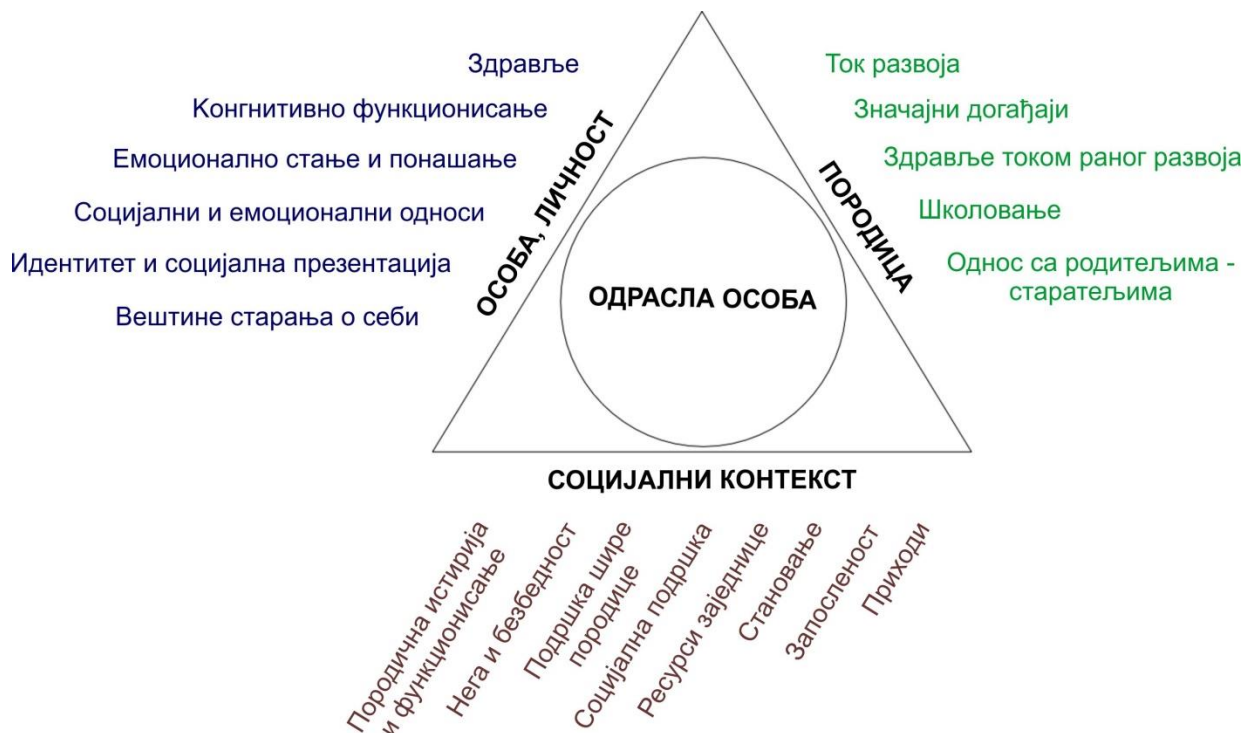 Здравље
Конгнитивно функционисање
Емоционално стање и понашање
Социјални и емоционални односи
Идентитет и социјална презентација
Вештине старања о себи
ОСОБА, ЛИЧНОСТ
ОДРАСЛА ОСОБА
ПОРОДИЦА
Ток развоја
Значајни догађаји
Здравље током раног развоја
Школовање
Однос са родитељима -
старатељима
СОЦИЈАЛНИ КОНТЕКСТ
Породична истирија
и функционисање
Нега и безбедност
Подршка шире
породице
Социјална подршка
Ресурси заједнице
Становање
Запосленост
Приходи